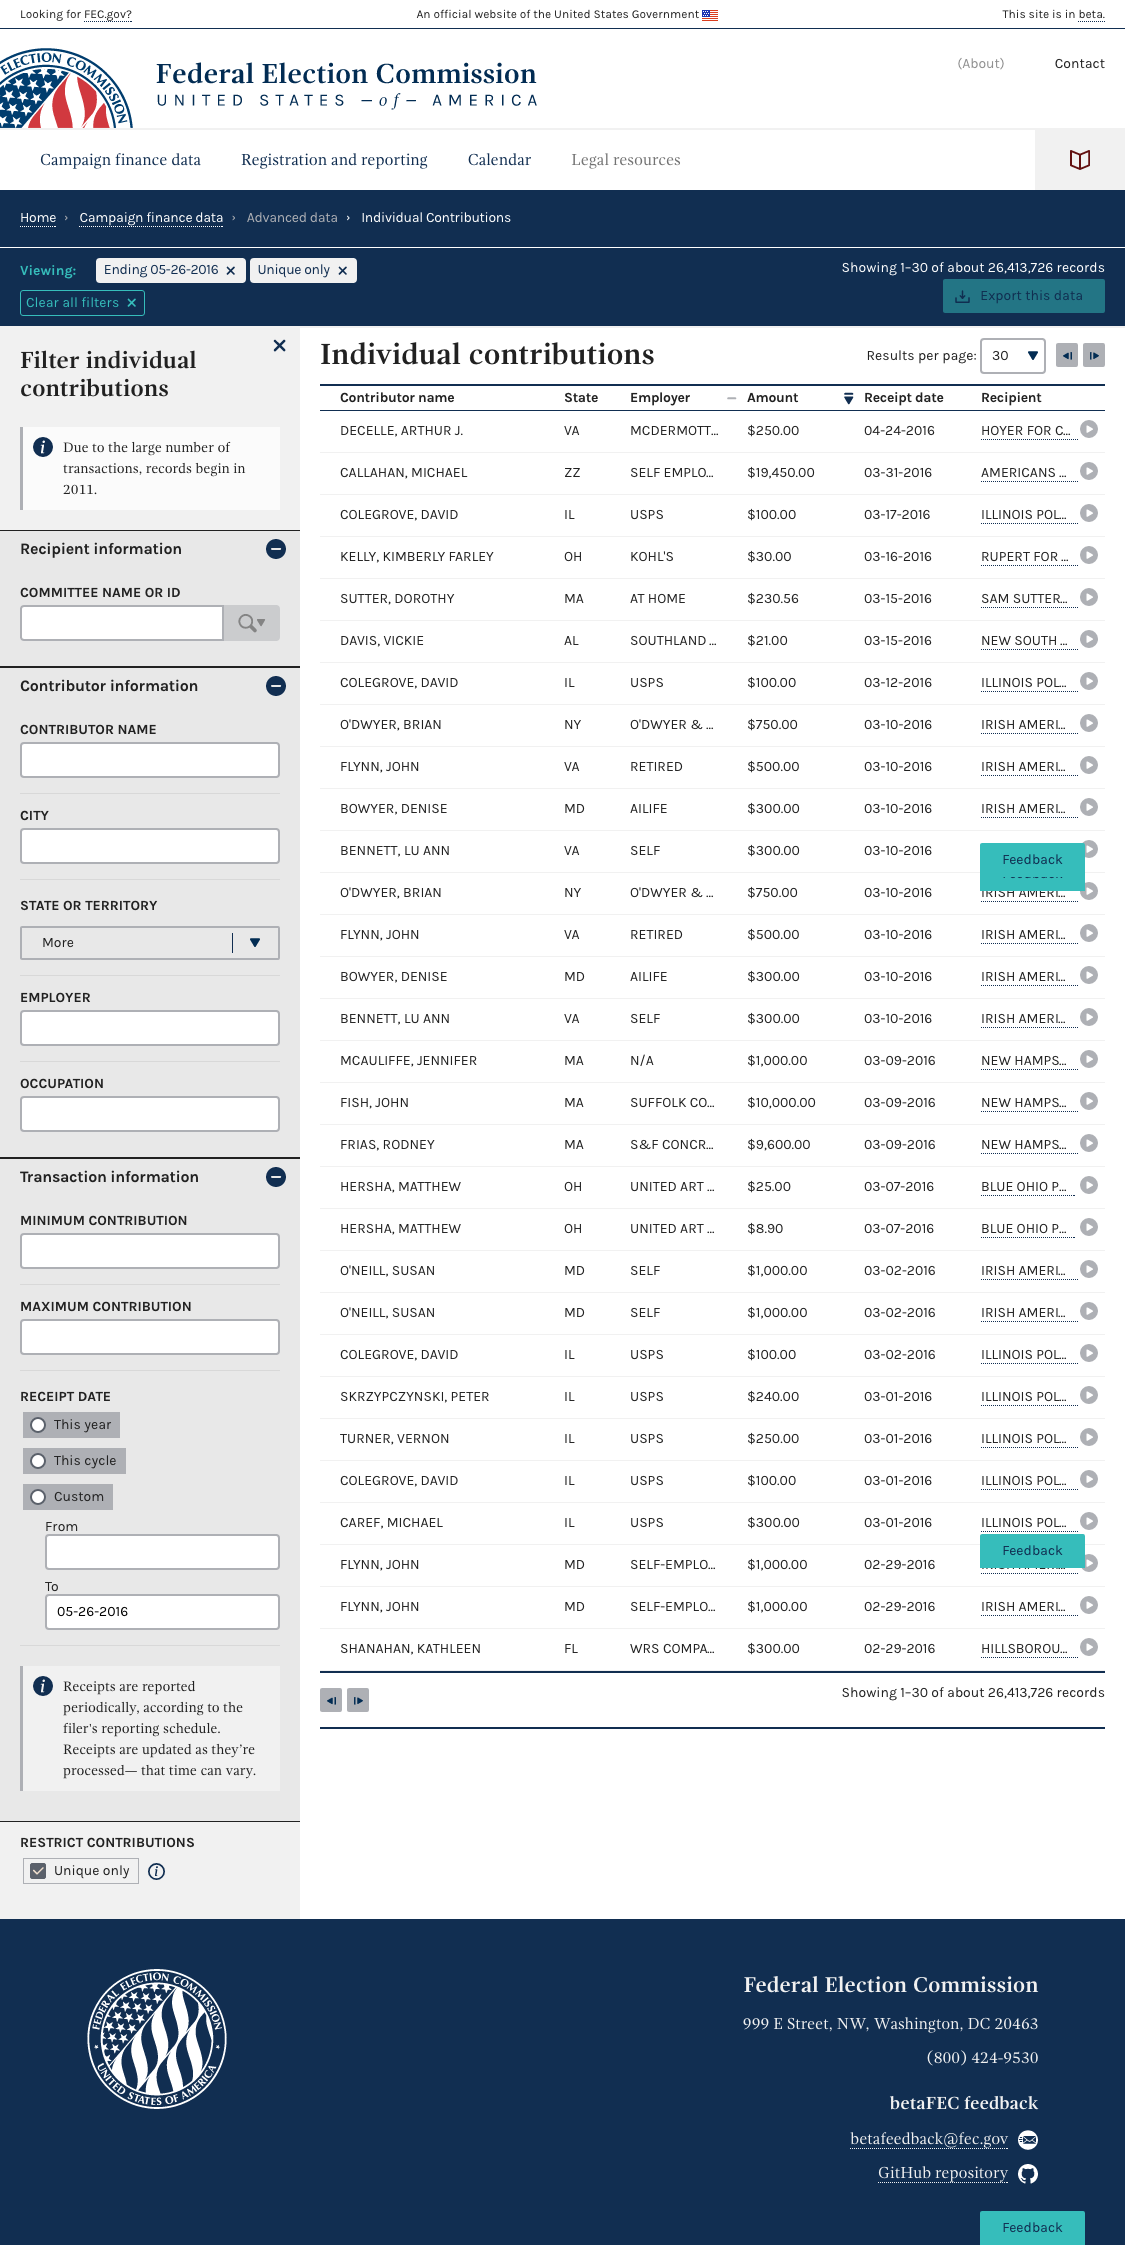 Looking for FEC.gov?
An official website of the United States Government
This site is in beta.
ELECTION COMMISSION
Federal Election Commission
UNITED STATES —of— AMERICA
(About)
Contact
Campaign finance data
Registration and reporting
Calendar
Legal resources
Home › Campaign finance data › Advanced data › Individual Contributions
Viewing:
Ending 05-26-2016 ×
Unique only ×
Clear all filters ×
Showing 1–30 of about 26,413,726 records
Export this data
Filter individual
contributions
Due to the large number of
transactions, records begin in
2011.
Recipient information
COMMITTEE NAME OR ID
Contributor information
CONTRIBUTOR NAME
CITY
STATE OR TERRITORY
More
EMPLOYER
OCCUPATION
Transaction information
MINIMUM CONTRIBUTION
MAXIMUM CONTRIBUTION
RECEIPT DATE
This year
This cycle
Custom
From
To
05-26-2016
Receipts are reported
periodically, according to the
filer's reporting schedule.
Receipts are updated as they're
processed— that time can vary.
RESTRICT CONTRIBUTIONS
Unique only
Individual contributions
Results per page: 30
Contributor name State Employer Amount Receipt date Recipient
DECELLE, ARTHUR J. VA MCDERMOTT... $250.00 04-24-2016 HOYER FOR C...
CALLAHAN, MICHAEL ZZ SELF EMPLO... $19,450.00 03-31-2016 AMERICANS ...
COLEGROVE, DAVID IL USPS $100.00 03-17-2016 ILLINOIS POL...
KELLY, KIMBERLY FARLEY OH KOHL'S $30.00 03-16-2016 RUPERT FOR ...
SUTTER, DOROTHY MA AT HOME $230.56 03-15-2016 SAM SUTTER...
DAVIS, VICKIE AL SOUTHLAND ... $21.00 03-15-2016 NEW SOUTH ...
COLEGROVE, DAVID IL USPS $100.00 03-12-2016 ILLINOIS POL...
O'DWYER, BRIAN NY O'DWYER & ... $750.00 03-10-2016 IRISH AMERI...
FLYNN, JOHN VA RETIRED $500.00 03-10-2016 IRISH AMERI...
BOWYER, DENISE MD AILIFE $300.00 03-10-2016 IRISH AMERI...
BENNETT, LU ANN VA SELF $300.00 03-10-2016
Feedback
O'DWYER, BRIAN NY O'DWYER & ... $750.00 03-10-2016 IRISH AMERI...
FLYNN, JOHN VA RETIRED $500.00 03-10-2016 IRISH AMERI...
BOWYER, DENISE MD AILIFE $300.00 03-10-2016 IRISH AMERI...
BENNETT, LU ANN VA SELF $300.00 03-10-2016 IRISH AMERI...
MCAULIFFE, JENNIFER MA N/A $1,000.00 03-09-2016 NEW HAMPS...
FISH, JOHN MA SUFFOLK CO... $10,000.00 03-09-2016 NEW HAMPS...
FRIAS, RODNEY MA S&F CONCR... $9,600.00 03-09-2016 NEW HAMPS...
HERSHA, MATTHEW OH UNITED ART ... $25.00 03-07-2016 BLUE OHIO P...
HERSHA, MATTHEW OH UNITED ART ... $8.90 03-07-2016 BLUE OHIO P...
O'NEILL, SUSAN MD SELF $1,000.00 03-02-2016 IRISH AMERI...
O'NEILL, SUSAN MD SELF $1,000.00 03-02-2016 IRISH AMERI...
COLEGROVE, DAVID IL USPS $100.00 03-02-2016 ILLINOIS POL...
SKRZYPCZYNSKI, PETER IL USPS $240.00 03-01-2016 ILLINOIS POL...
TURNER, VERNON IL USPS $250.00 03-01-2016 ILLINOIS POL...
COLEGROVE, DAVID IL USPS $100.00 03-01-2016 ILLINOIS POL...
CAREF, MICHAEL IL USPS $300.00 03-01-2016 ILLINOIS POL...
Feedback
FLYNN, JOHN MD SELF-EMPLO... $1,000.00 02-29-2016
FLYNN, JOHN MD SELF-EMPLO... $1,000.00 02-29-2016 IRISH AMERI...
SHANAHAN, KATHLEEN FL WRS COMPA... $300.00 02-29-2016 HILLSBOROU...
Showing 1–30 of about 26,413,726 records
FEDERAL ELECTION COMMISSION
UNITED STATES OF AMERICA
Federal Election Commission
999 E Street, NW, Washington, DC 20463
(800) 424-9530
betaFEC feedback
betafeedback@fec.gov
GitHub repository
Feedback